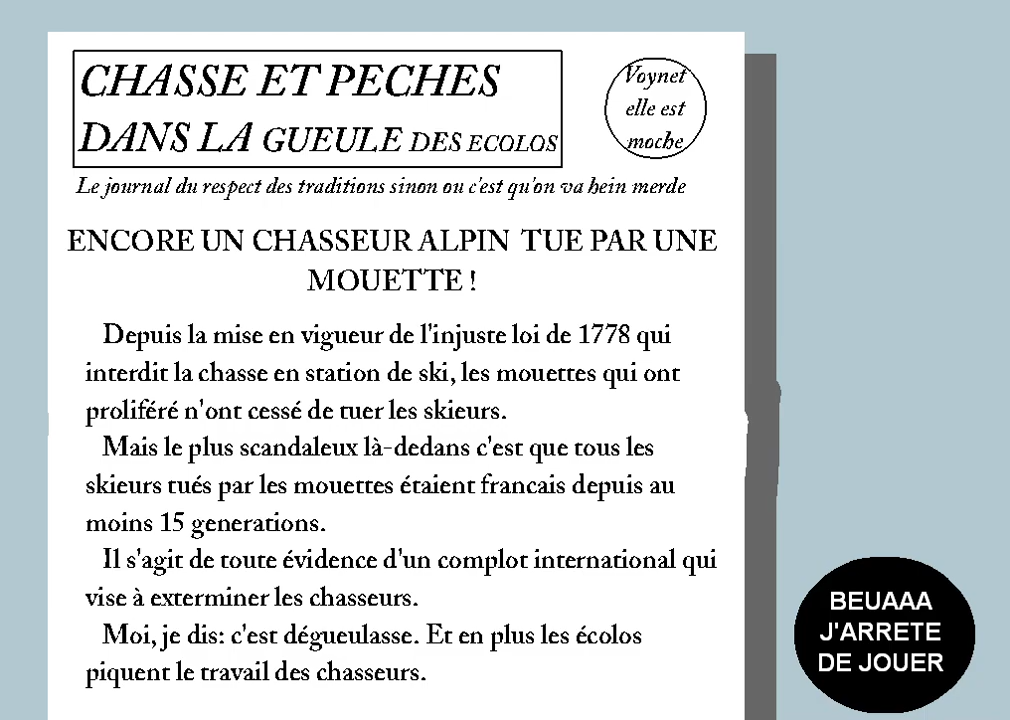 CHASSE ET PECHES
DANS LA GUEULE DES ECOLOS
Voynet
elle est
moche
Le journal du respect des traditions sinon ou c'est qu'on va hein merde
ENCORE UN CHASSEUR ALPIN TUE PAR UNE
MOUETTE !
Depuis la mise en vigueur de l'injuste loi de 1778 qui
interdit la chasse en station de ski, les mouettes qui ont
proliféré n'ont cessé de tuer les skieurs.
Mais le plus scandaleux là-dedans c'est que tous les
skieurs tués par les mouettes étaient francais depuis au
moins 15 generations.
Il s'agit de toute évidence d'un complot international qui
vise à exterminer les chasseurs.
Moi, je dis: c'est dégueulasse. Et en plus les écolos
piquent le travail des chasseurs.
BEUAAA
J'ARRETE
DE JOUER